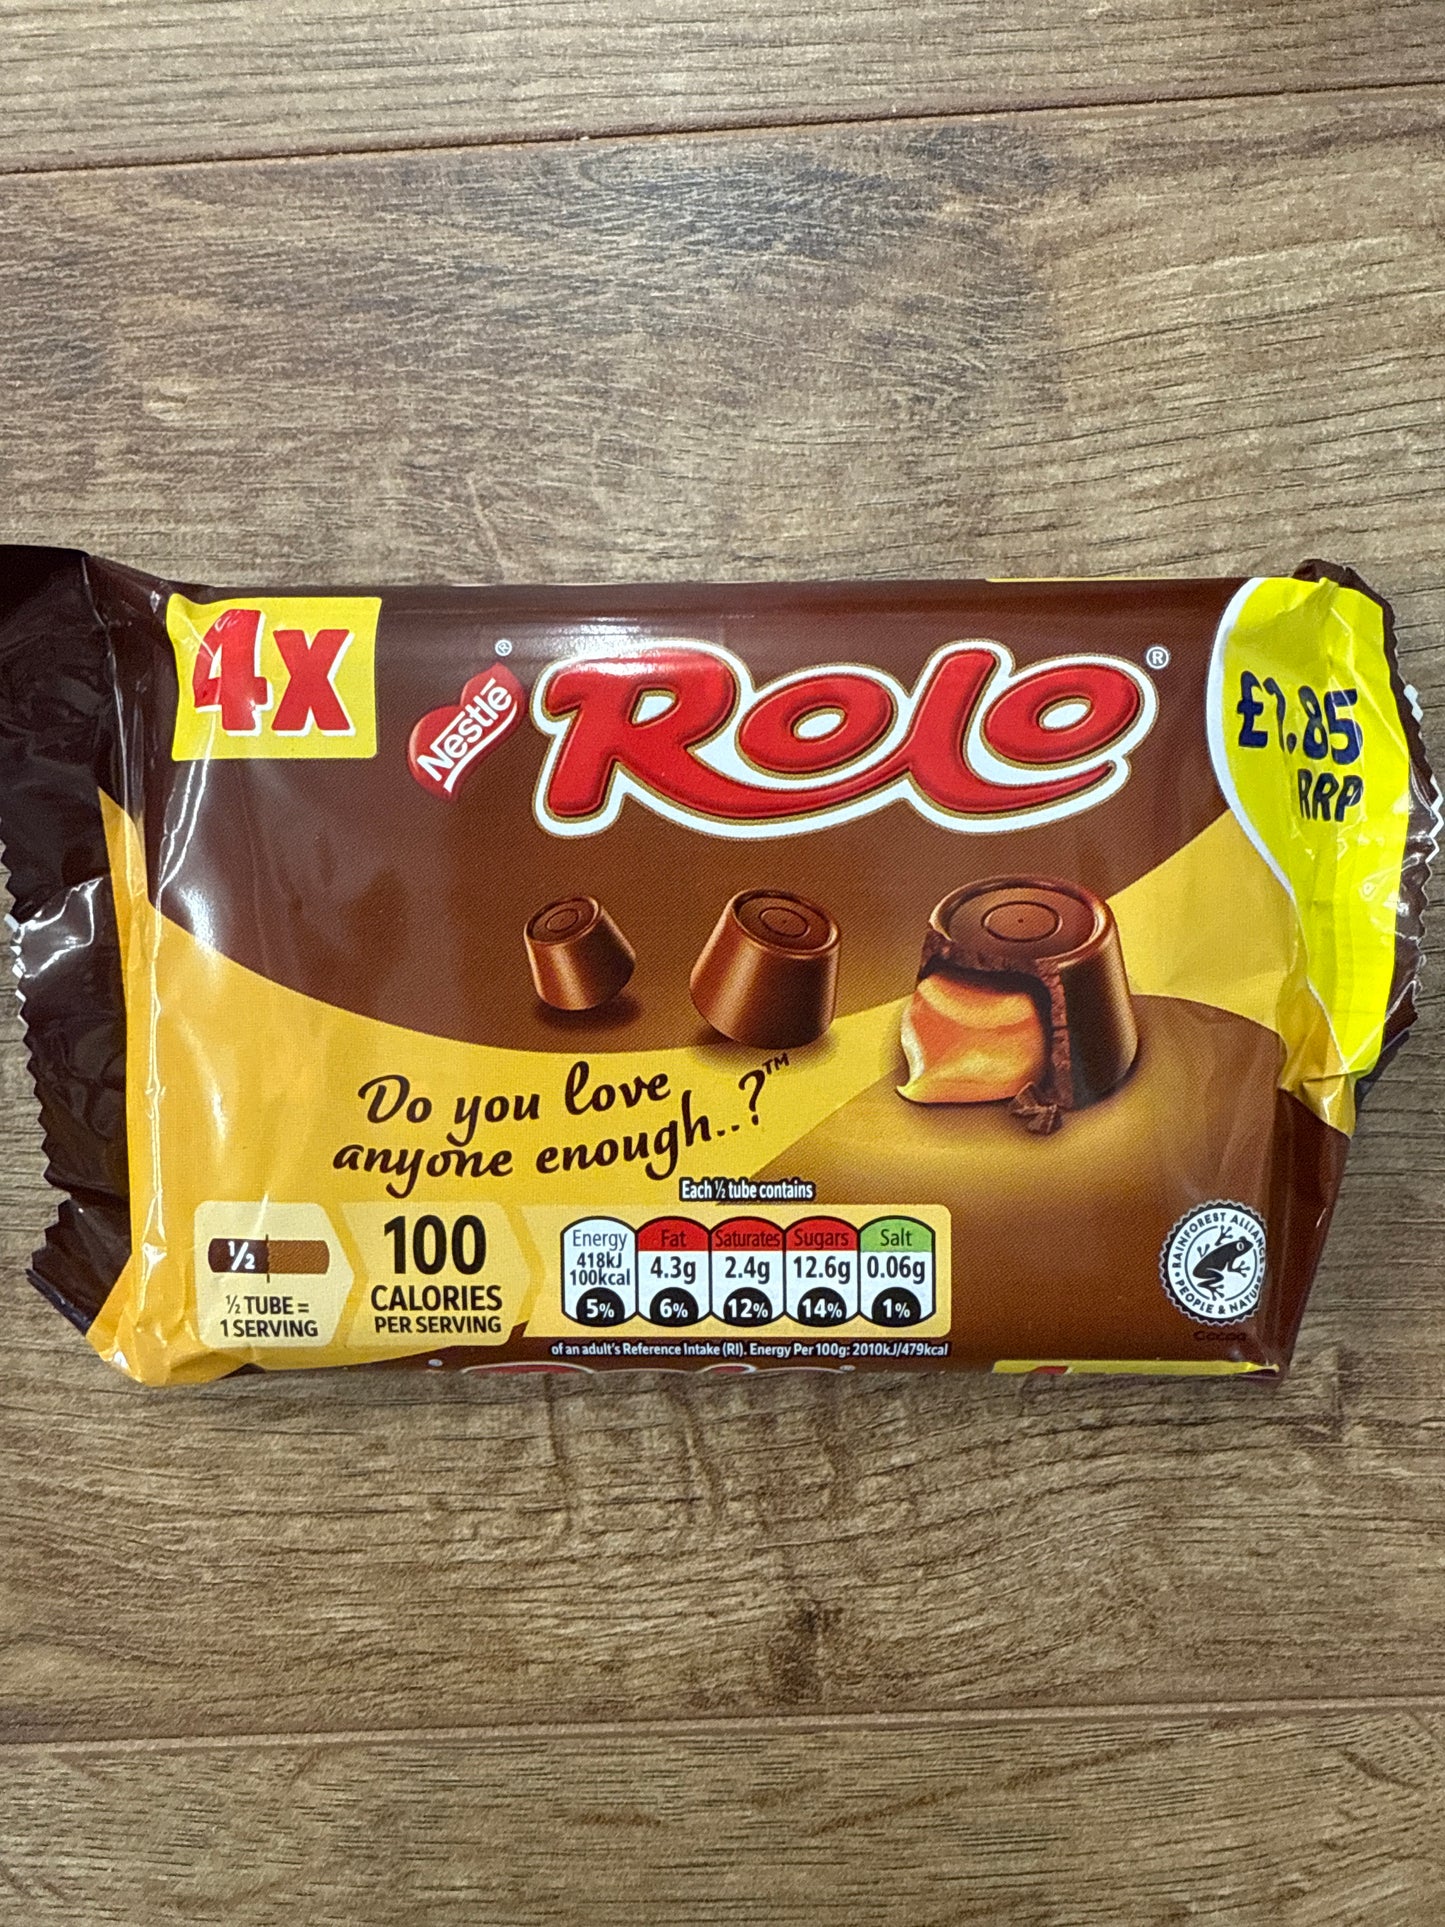 4x
Nestlé
Rolo®
£1.85
RRP
Do you love
anyone enough..?™
Each ½ tube contains
½
½ TUBE =
1 SERVING
100
CALORIES
PER SERVING
Energy
418kJ
100kcal
5%
Fat
4.3g
6%
Saturates
2.4g
12%
Sugars
12.6g
14%
Salt
0.06g
1%
of an adult's Reference Intake (RI). Energy Per 100g: 2010kJ/479kcal
RAINFOREST ALLIANCE
• PEOPLE & NATURE •
Cocoa